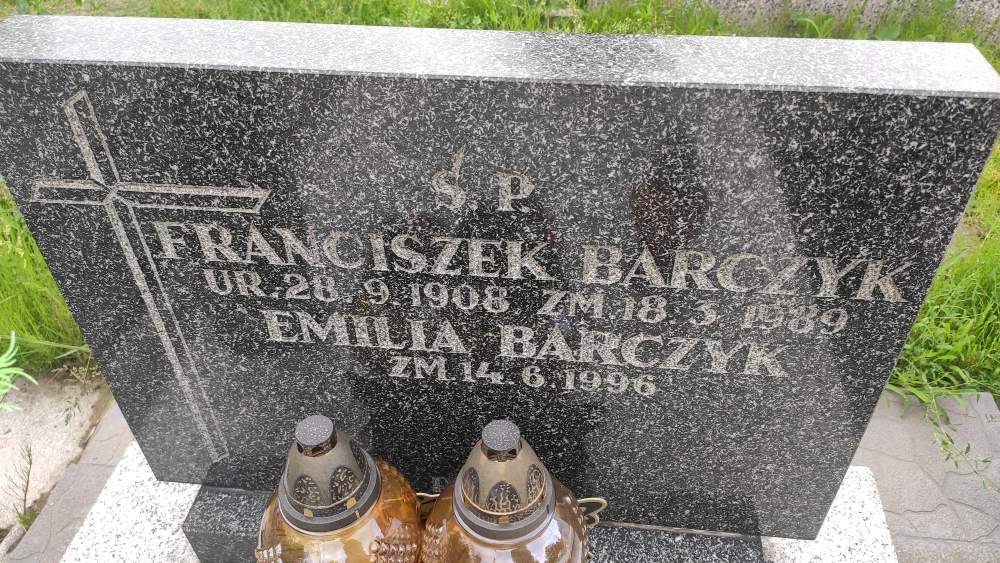 Ś.P.
FRANCISZEK BARCZYK
UR. 28. 9. 1908 ZM. 18. 3. 1989
EMILIA BARCZYK
ZM. 14. 6. 1996